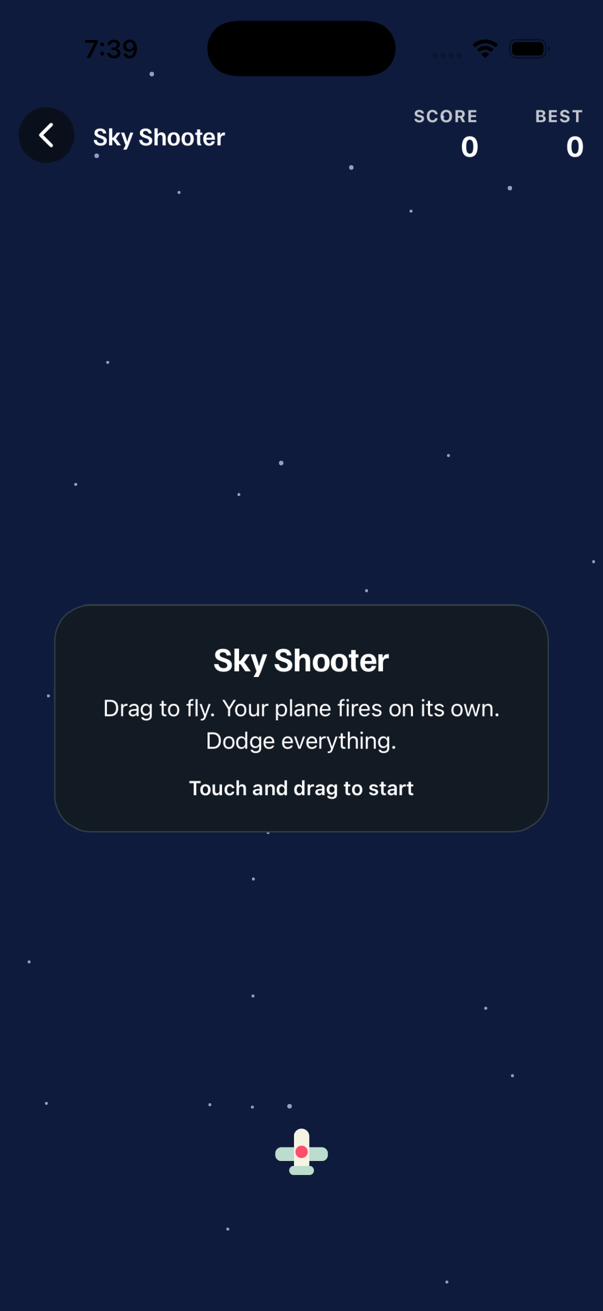 7:39
Sky Shooter
SCORE
0
BEST
0
Sky Shooter
Drag to fly. Your plane fires on its own.
Dodge everything.
Touch and drag to start